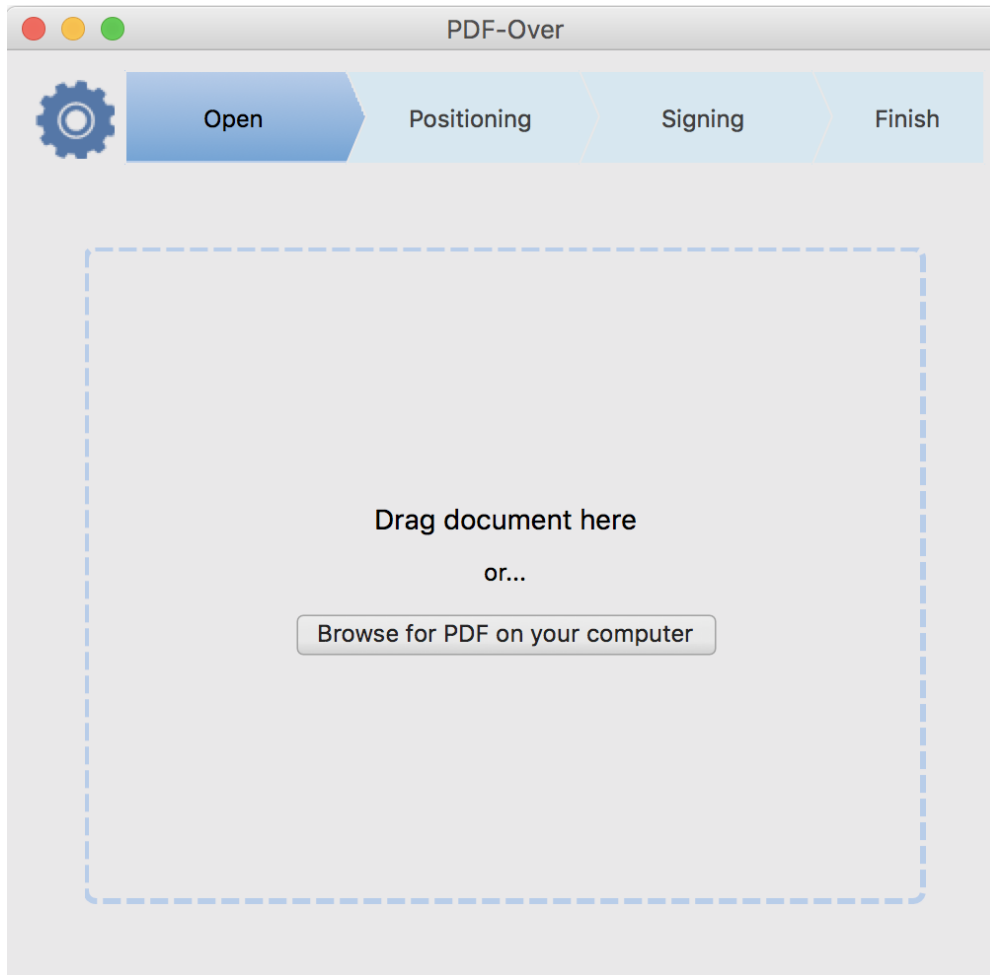 PDF-Over
Open Positioning Signing Finish
Drag document here
or...
Browse for PDF on your computer